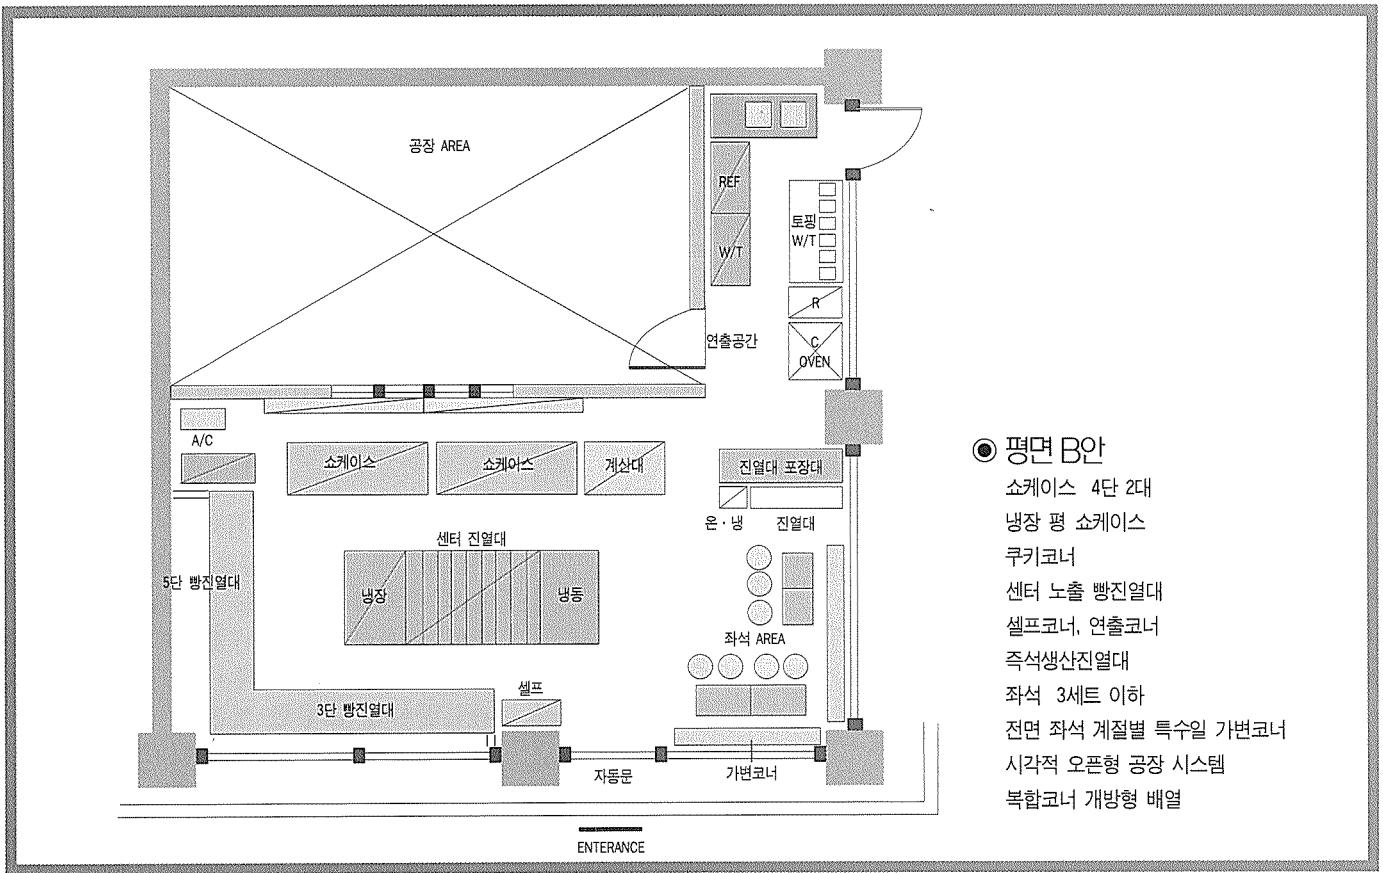 공장 AREA
REF
토핑
W/T
W/T
R
연출공간
C
OVEN
A/C
쇼케이스
쇼케이스
계산대
진열대 포장대
온·냉
진열대
센터 진열대
5단 빵진열대
냉장
냉동
좌석 AREA
셀프
3단 빵진열대
자동문
가변코너
ENTERANCE
평면 B안
쇼케이스 4단 2대
냉장 평 쇼케이스
쿠키코너
센터 노출 빵진열대
셀프코너, 연출코너
즉석생산진열대
좌석 3세트 이하
전면 좌석 계절별 특수일 가변코너
시각적 오픈형 공장 시스템
복합코너 개방형 배열